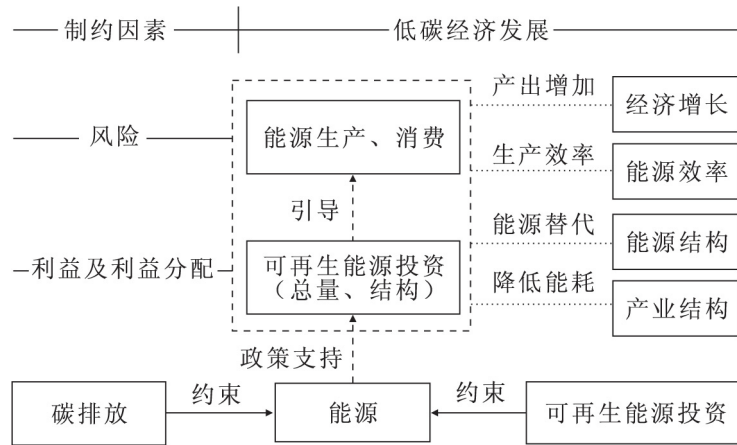 制约因素
低碳经济发展
产出增加
经济增长
风险
能源生产、消费
生产效率
能源效率
引导
能源替代
能源结构
利益及利益分配
可再生能源投资
（总量、结构）
降低能耗
产业结构
政策支持
碳排放
约束
能源
约束
可再生能源投资